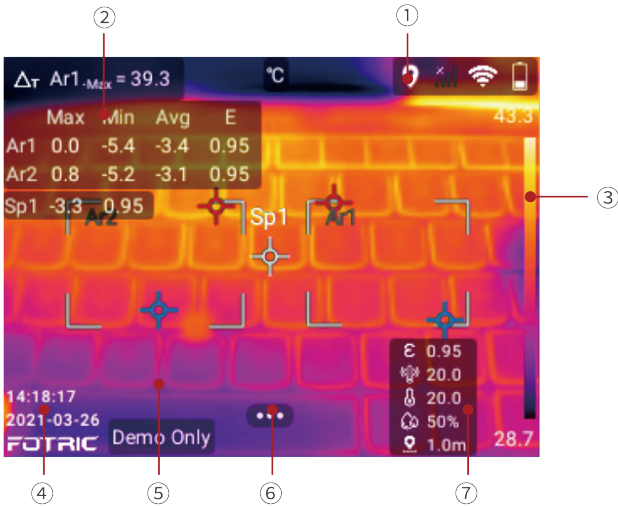 ② ①
ΔT Ar1-Max = 39.3 °C
43.3
Max Min Avg E
Ar1 0.0 -5.4 -3.4 0.95
Ar2 0.8 -5.2 -3.1 0.95
Sp1 -3.3 0.95
③
Ar2 Sp1 Ar1
ε 0.95
20.0
20.0
50%
1.0m
14:18:17
2021-03-26
FOTRIC Demo Only
28.7
④ ⑤ ⑥ ⑦